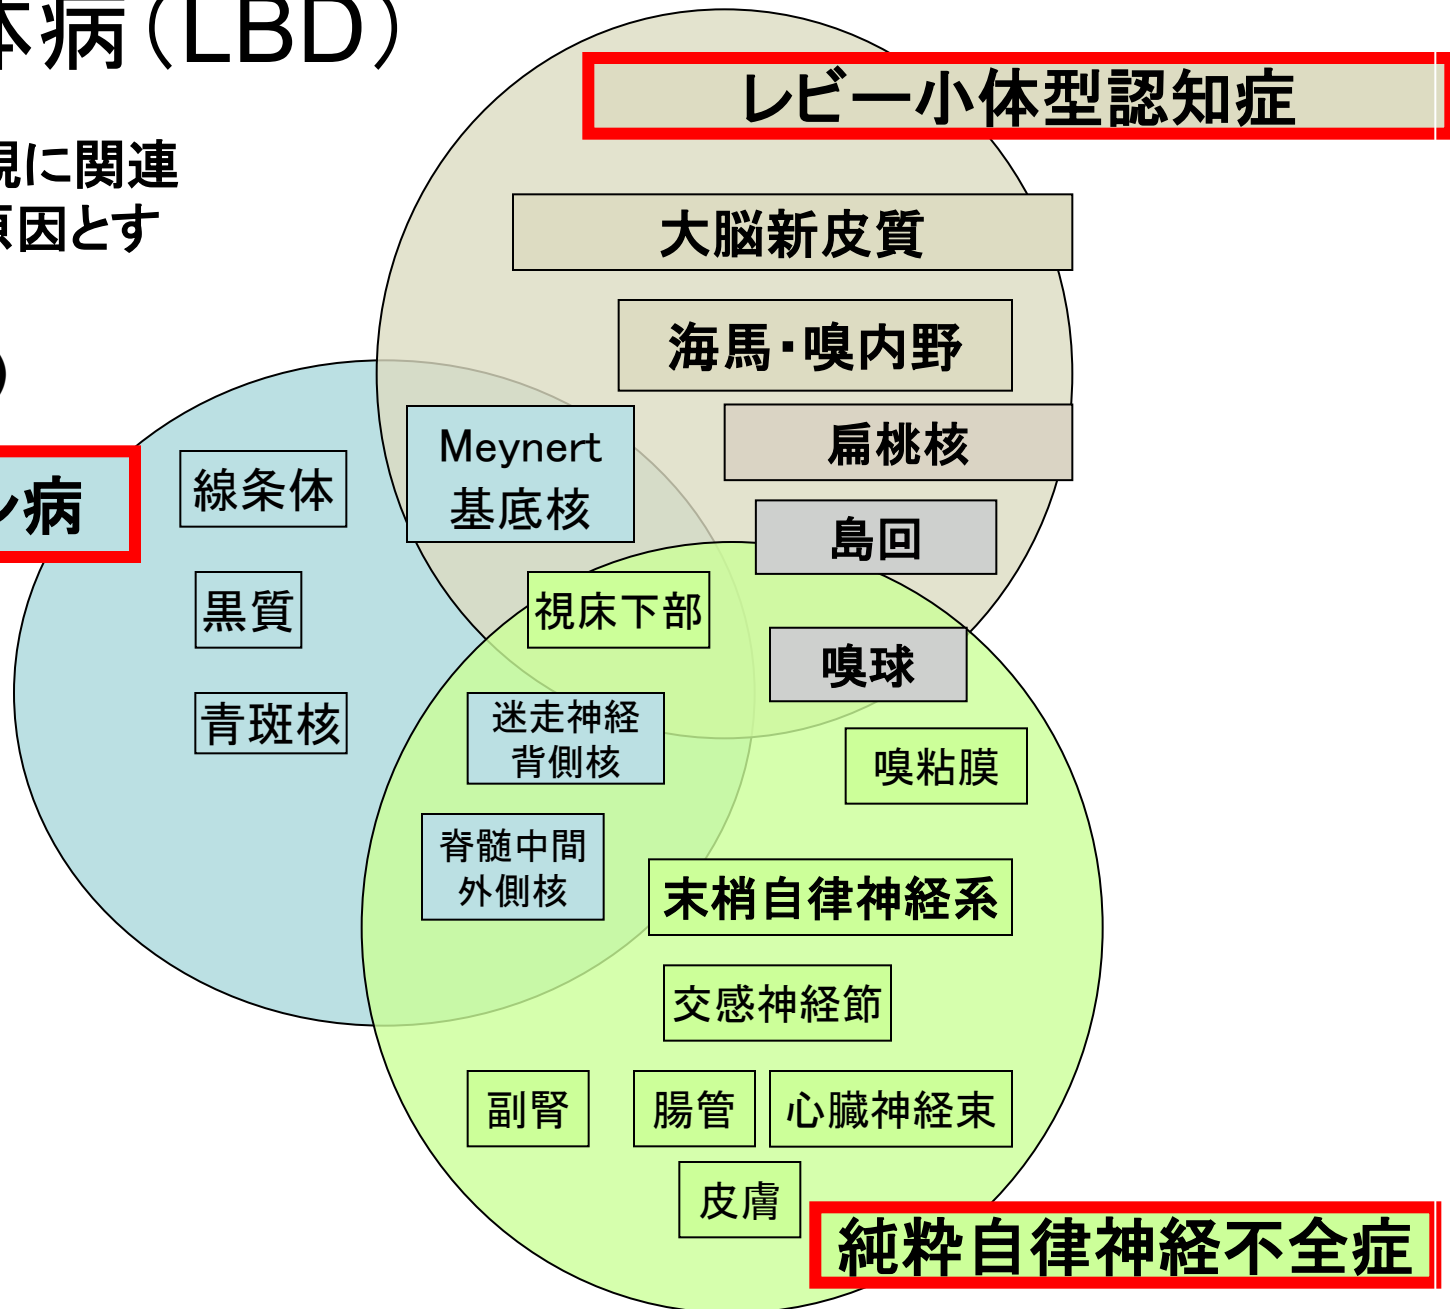 本病（LBD）
レビー小体型認知症
現に関連
原因とす
大脳新皮質
海馬・嗅内野
）
扁桃核
Meynert
基底核
線条体
ン病
島回
黒質
視床下部
嗅球
青斑核
迷走神経
背側核
嗅粘膜
脊髄中間
外側核
末梢自律神経系
交感神経節
副腎
腸管
心臓神経束
皮膚
純粋自律神経不全症